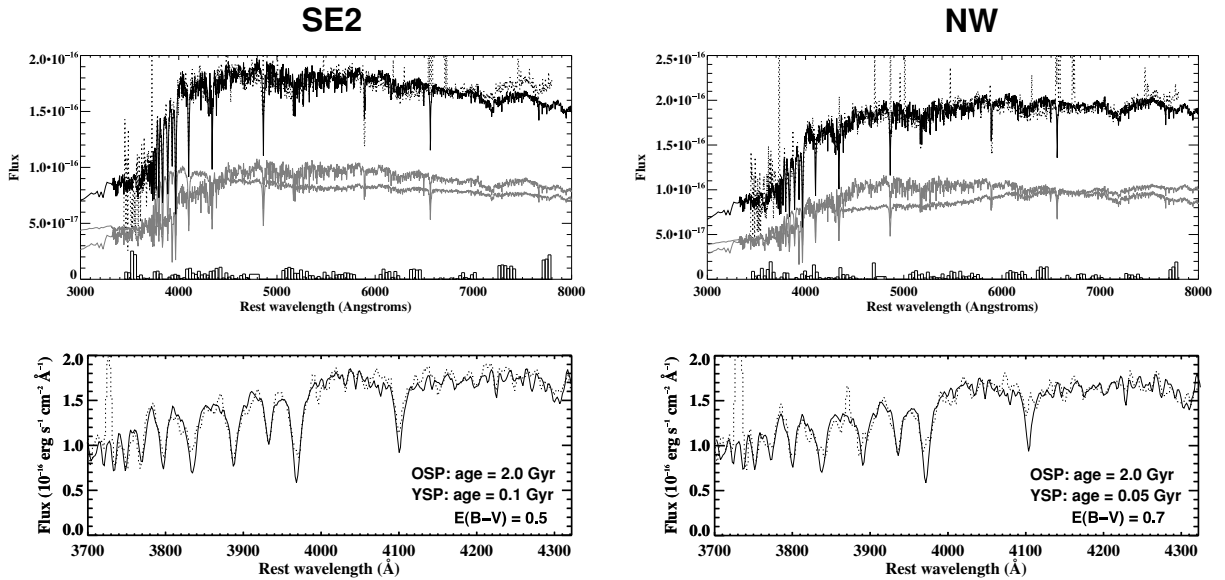 SE2
NW
2.0•10⁻¹⁶
1.5•10⁻¹⁶
1.0•10⁻¹⁶
5.0•10⁻¹⁷
0
Flux
3000 4000 5000 6000 7000 8000
Rest wavelength (Angstroms)
2.5•10⁻¹⁶
2.0•10⁻¹⁶
1.5•10⁻¹⁶
1.0•10⁻¹⁶
5.0•10⁻¹⁷
0
Flux
3000 4000 5000 6000 7000 8000
Rest wavelength (Angstroms)
2.0
1.5
1.0
0.5
0.0
Flux (10⁻¹⁶ erg s⁻¹ cm⁻² Å⁻¹)
OSP: age = 2.0 Gyr
YSP: age = 0.1 Gyr
E(B−V) = 0.5
3700 3800 3900 4000 4100 4200 4300
Rest wavelength (Å)
2.0
1.5
1.0
0.5
0.0
Flux (10⁻¹⁶ erg s⁻¹ cm⁻² Å⁻¹)
OSP: age = 2.0 Gyr
YSP: age = 0.05 Gyr
E(B−V) = 0.7
3700 3800 3900 4000 4100 4200 4300
Rest wavelength (Å)